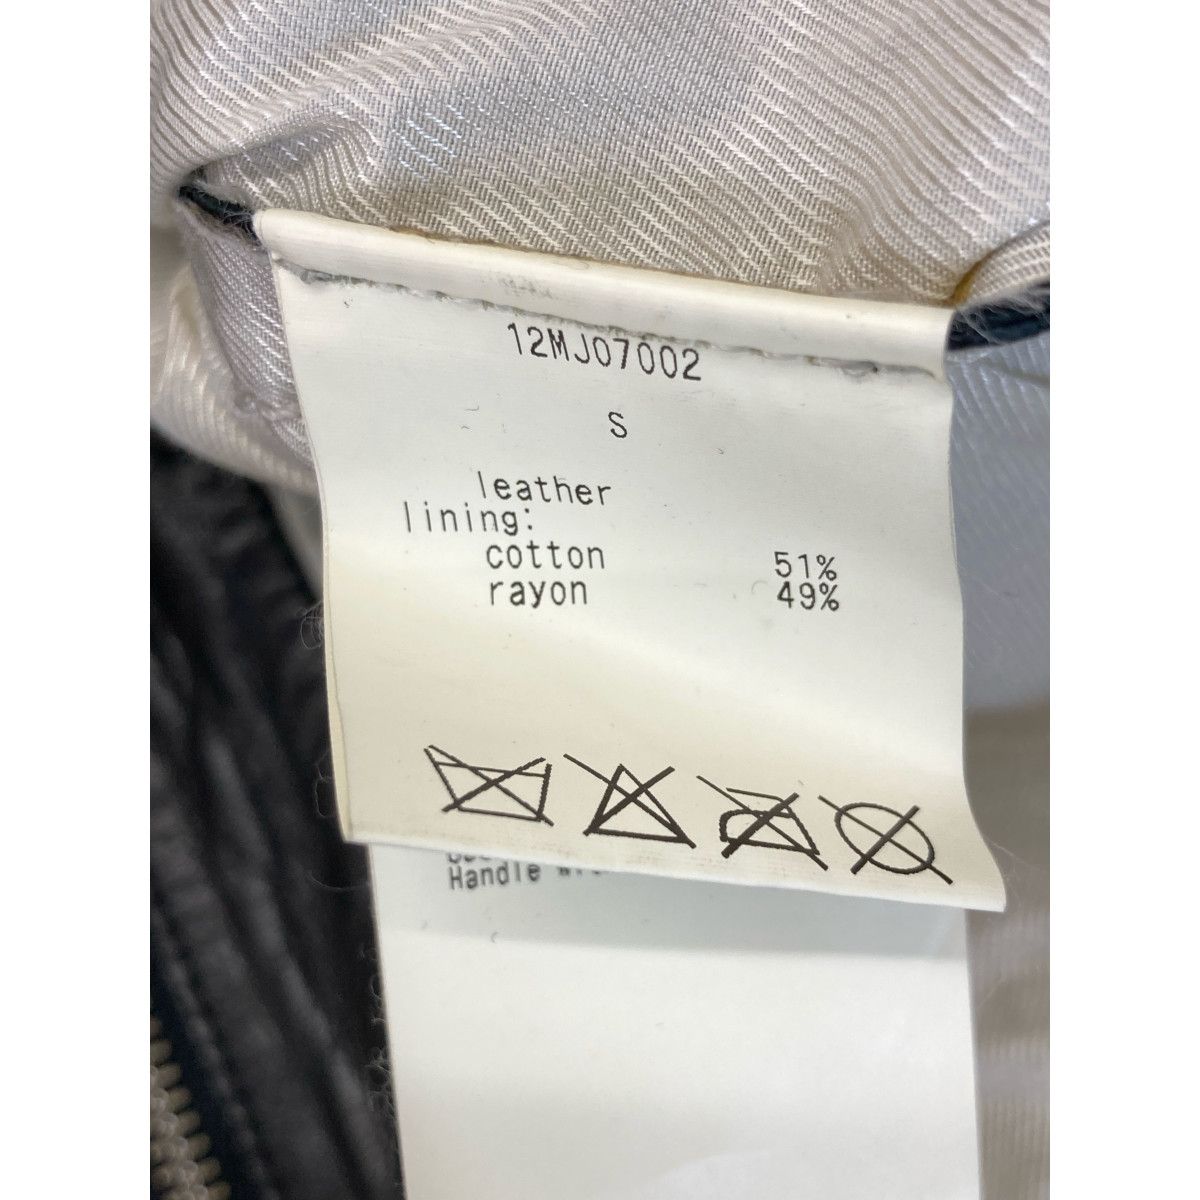 12MJ07002
S
leather
lining:
cotton 51%
rayon 49%
Handle